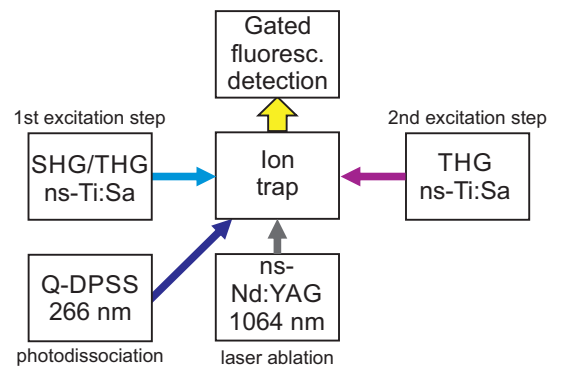 Gated
fluoresc.
detection
1st excitation step
2nd excitation step
SHG/THG
ns-Ti:Sa
Ion
trap
THG
ns-Ti:Sa
Q-DPSS
266 nm
ns-
Nd:YAG
1064 nm
photodissociation
laser ablation